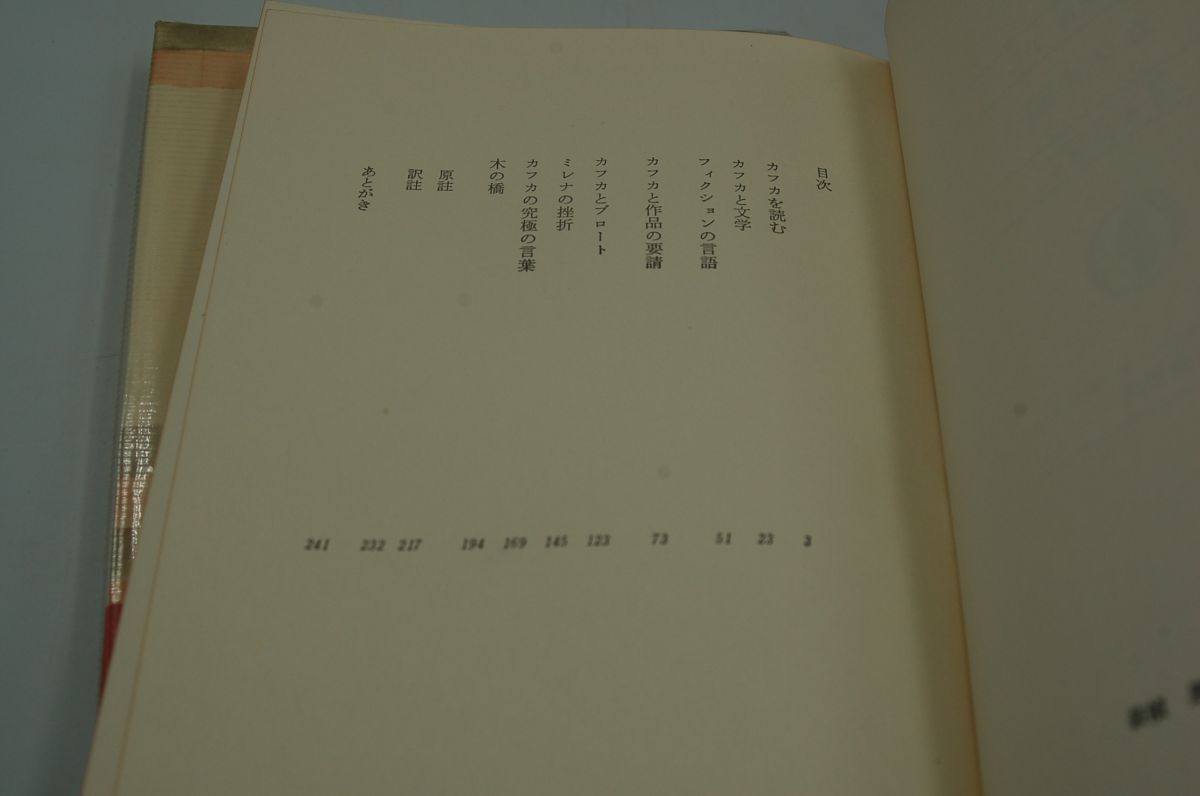 目次
カフカを読む 3
カフカと文学 23
フィクションの言語 51
カフカと作品の要請 73
カフカとブロート 123
ミレナの挫折 145
カフカの究極の言葉 169
木の橋 194
原註 217
訳註 232
あとがき 241